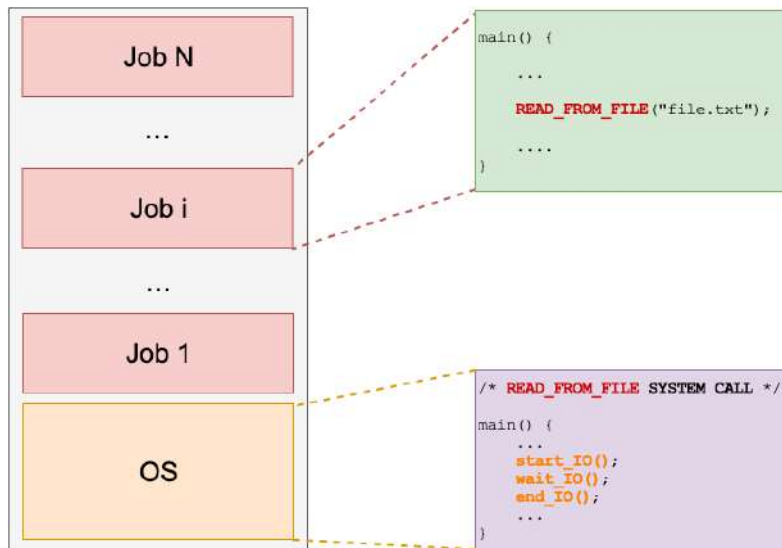 Job N
...
Job i
...
Job 1
OS
main() {
...
READ_FROM_FILE("file.txt");
....
}
/* READ_FROM_FILE SYSTEM CALL */
main() {
...
start_IO();
wait_IO();
end_IO();
...
}